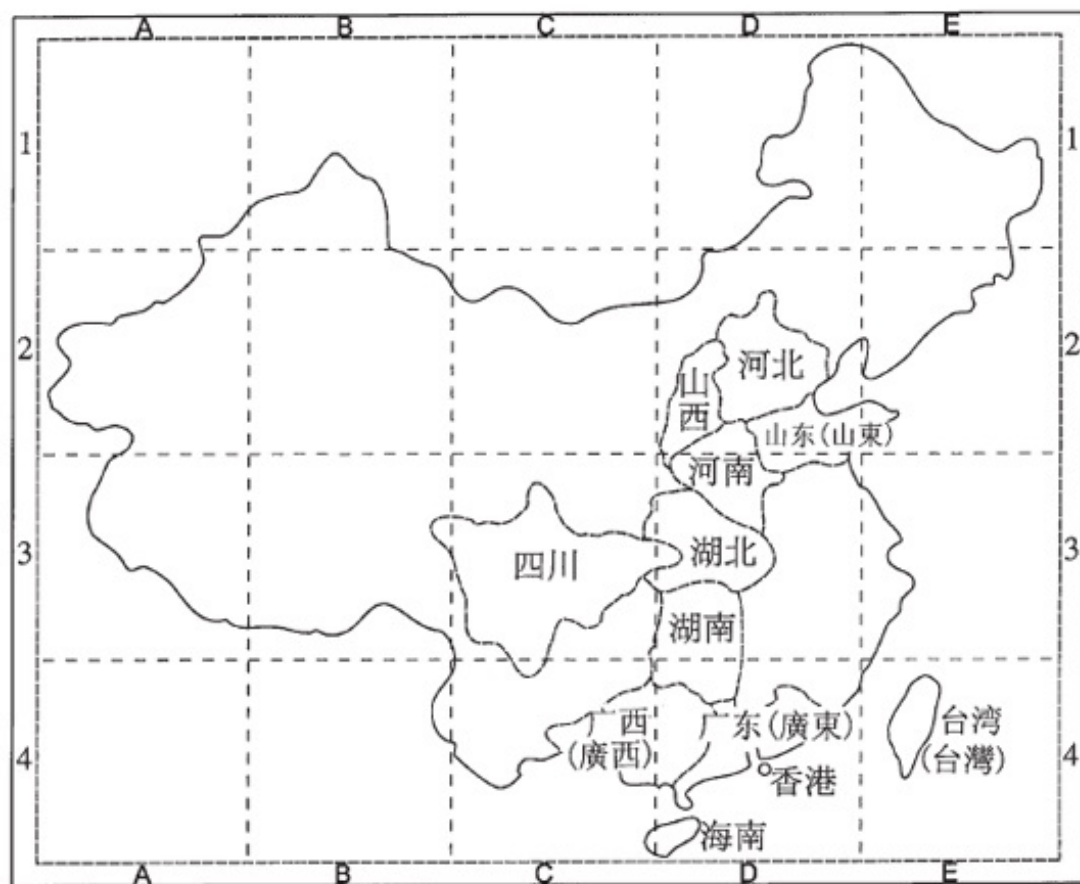 A B C D E
1 1
2 2
河北
山
西
山东(山東)
河南
3 3
湖北
四川
湖南
广西
(廣西)
广东(廣東)
台湾
(台灣)
4 4
香港
海南
A B C D E